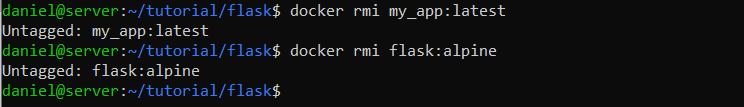 daniel@server:~/tutorial/flask$ docker rmi my_app:latest
Untagged: my_app:latest
daniel@server:~/tutorial/flask$ docker rmi flask:alpine
Untagged: flask:alpine
daniel@server:~/tutorial/flask$